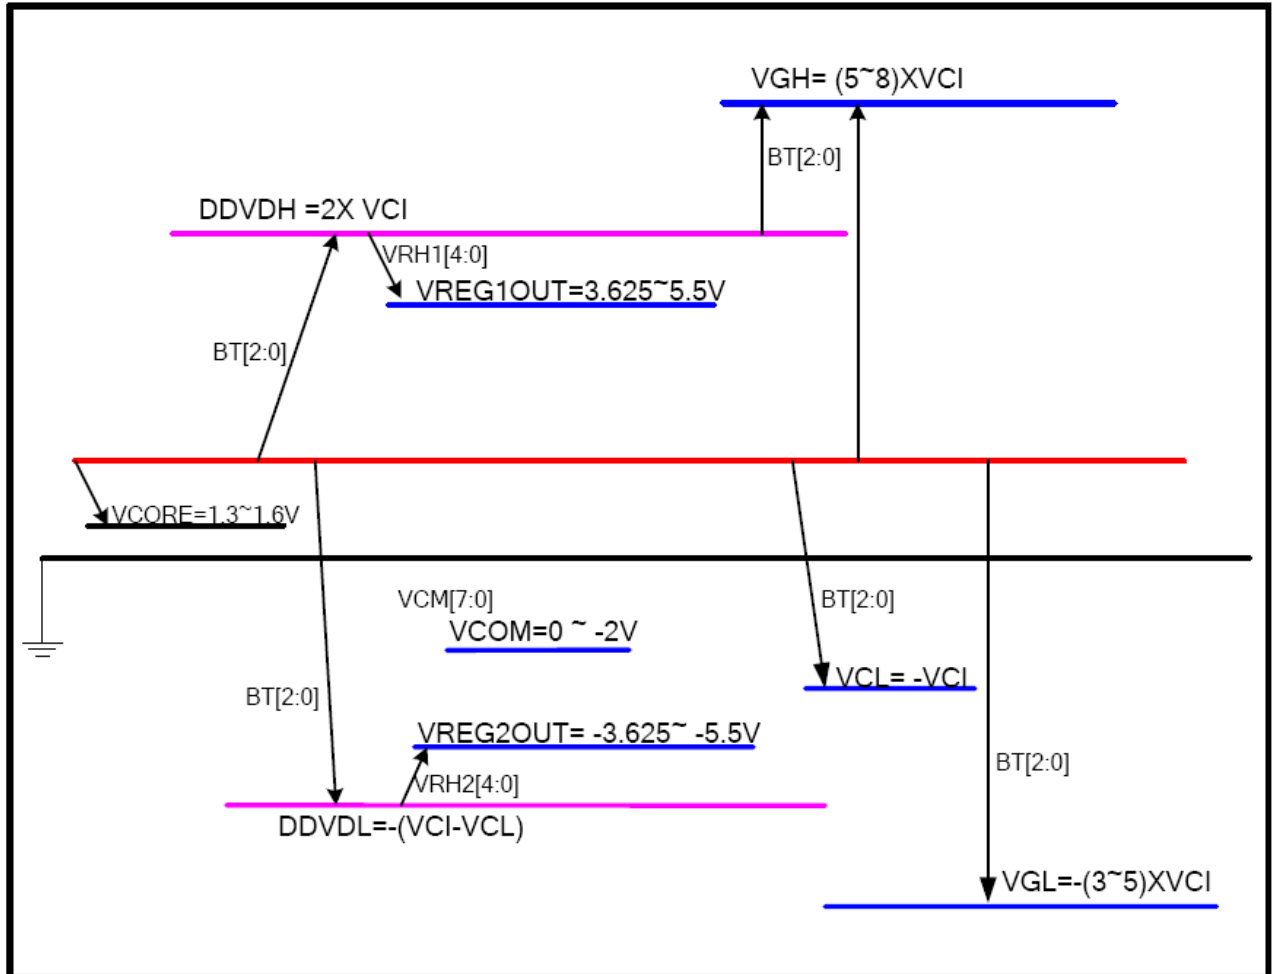 VGH= (5~8)XVCI
BT[2:0]
DDVDH =2X VCI
VRH1[4:0]
VREG1OUT=3.625~5.5V
BT[2:0]
VCORE=1.3~1.6V
VCM[7:0]
BT[2:0]
VCOM=0 ~ -2V
VCL= -VCI
BT[2:0]
VREG2OUT= -3.625~ -5.5V
BT[2:0]
VRH2[4:0]
DDVDL=-(VCI-VCL)
VGL=-(3~5)XVCI